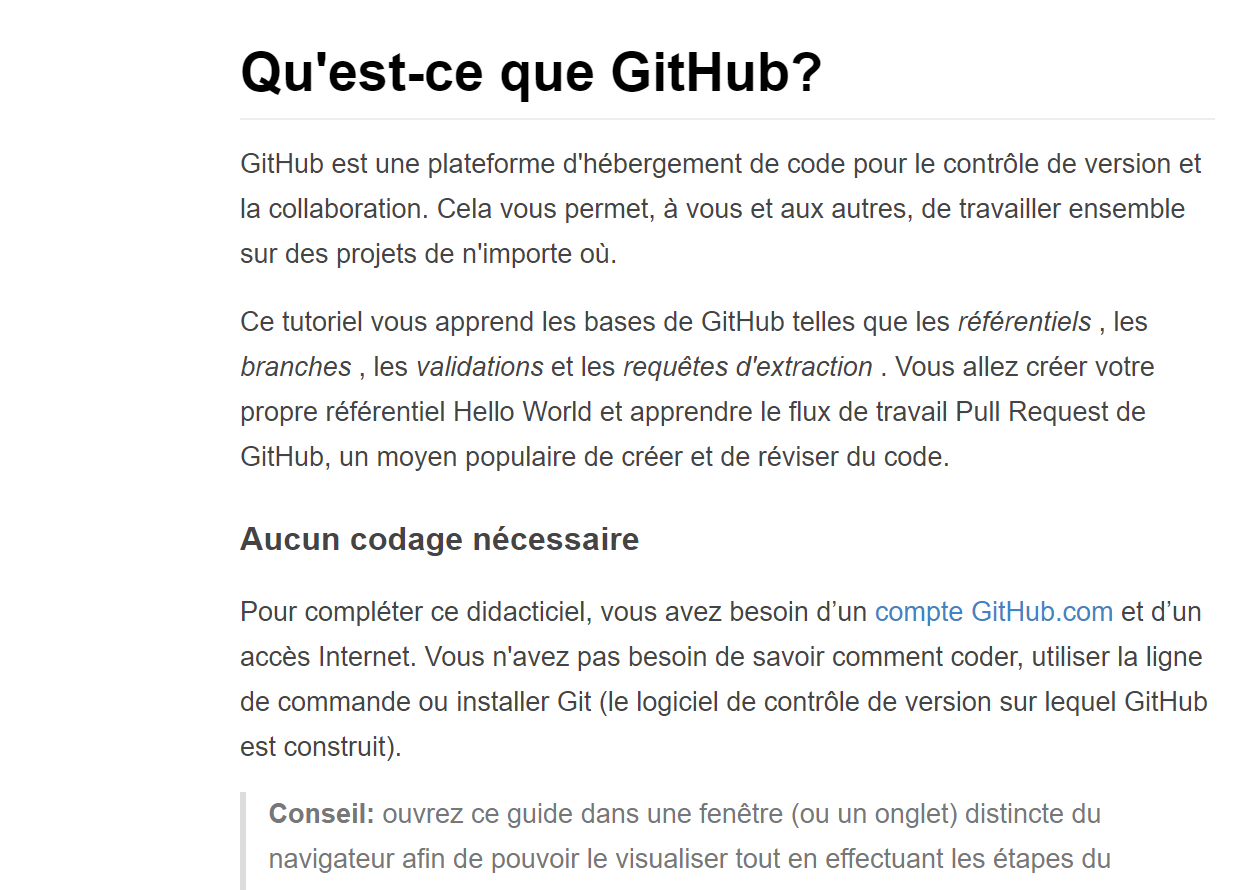 Qu'est-ce que GitHub?
GitHub est une plateforme d'hébergement de code pour le contrôle de version et
la collaboration. Cela vous permet, à vous et aux autres, de travailler ensemble
sur des projets de n'importe où.
Ce tutoriel vous apprend les bases de GitHub telles que les référentiels , les
branches , les validations et les requêtes d'extraction . Vous allez créer votre
propre référentiel Hello World et apprendre le flux de travail Pull Request de
GitHub, un moyen populaire de créer et de réviser du code.
Aucun codage nécessaire
Pour compléter ce didacticiel, vous avez besoin d’un compte GitHub.com et d’un
accès Internet. Vous n'avez pas besoin de savoir comment coder, utiliser la ligne
de commande ou installer Git (le logiciel de contrôle de version sur lequel GitHub
est construit).
Conseil: ouvrez ce guide dans une fenêtre (ou un onglet) distincte du
navigateur afin de pouvoir le visualiser tout en effectuant les étapes du